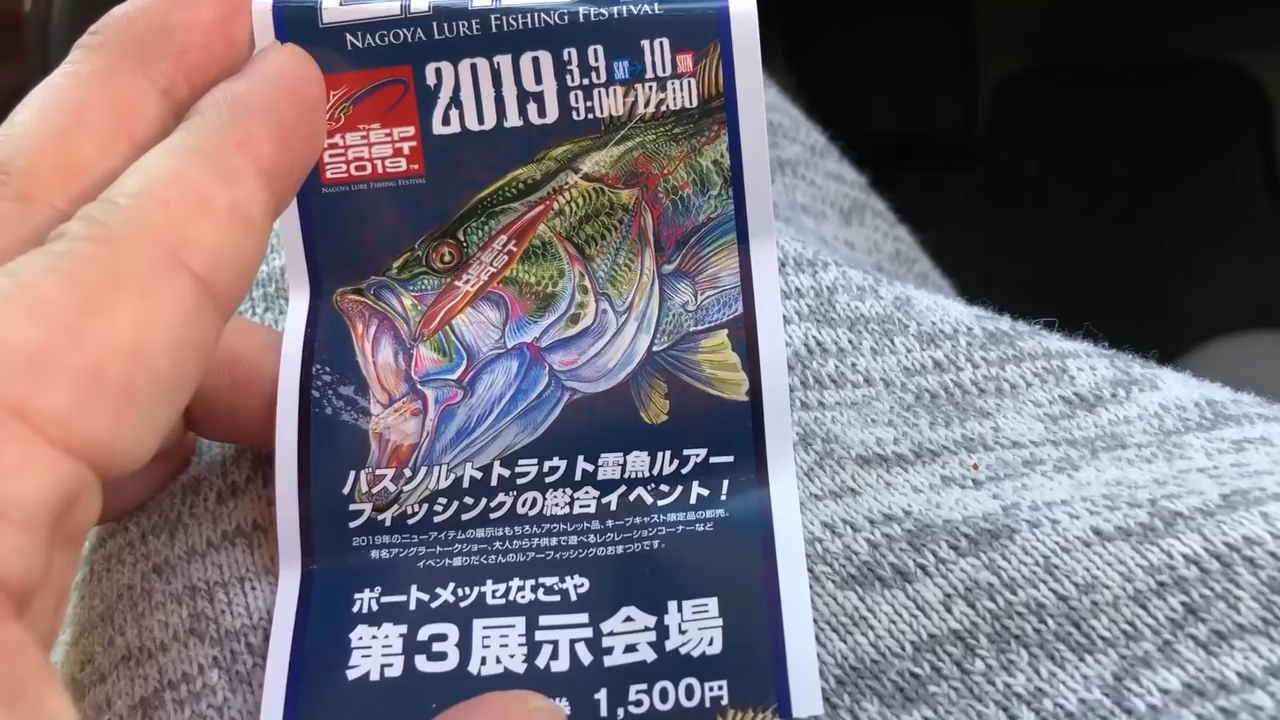 NAGOYA LURE FISHING FESTIVAL
2019 3.9 SAT → 10 SUN
9:00-17:00
THE
KEEP
CAST
2019™
NAGOYA LURE FISHING FESTIVAL
KEEP
CAST
バスソルトトラウト雷魚ルアー
フィッシングの総合イベント!
2019年のニューアイテムの展示はもちろんアウトレット品、キープキャスト限定品の即売。
有名アングラートークショー、大人から子供まで遊べるレクレーションコーナーなど
イベント盛りだくさんのルアーフィッシングのおまつりです。
ポートメッセなごや
第3展示会場
1,500円